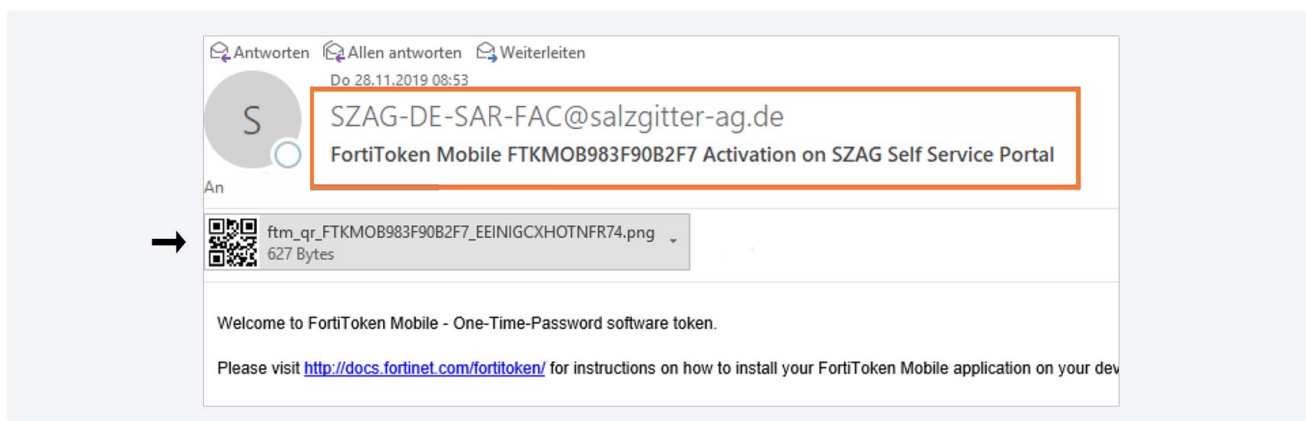 Antworten Allen antworten Weiterleiten
Do 28.11.2019 08:53
S
SZAG-DE-SAR-FAC@salzgitter-ag.de
FortiToken Mobile FTKMOB983F90B2F7 Activation on SZAG Self Service Portal
An
ftm_qr_FTKMOB983F90B2F7_EEINIGCXHOTNFR74.png
627 Bytes
Welcome to FortiToken Mobile - One-Time-Password software token.
Please visit http://docs.fortinet.com/fortitoken/ for instructions on how to install your FortiToken Mobile application on your dev